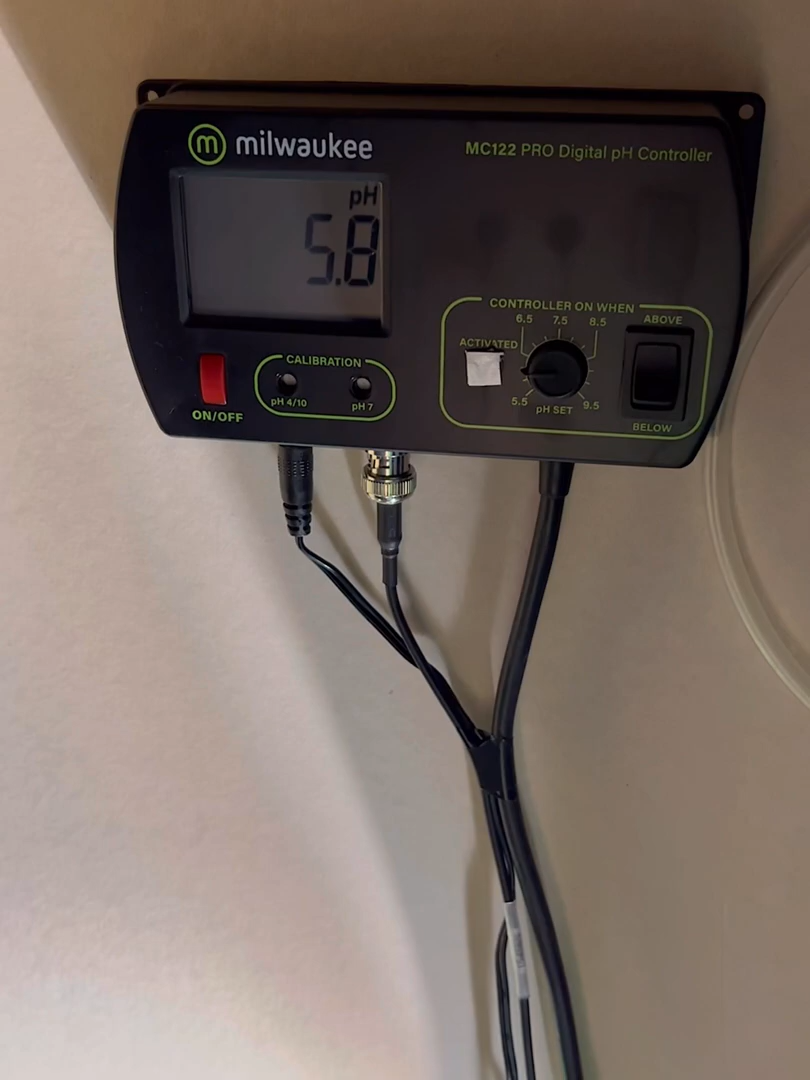 milwaukee
MC122 PRO Digital pH Controller
pH
5.8
CONTROLLER ON WHEN
6.5 7.5 8.5
ABOVE
ACTIVATED
CALIBRATION
pH 4/10
pH 7
5.5
pH SET
9.5
ON/OFF
BELOW